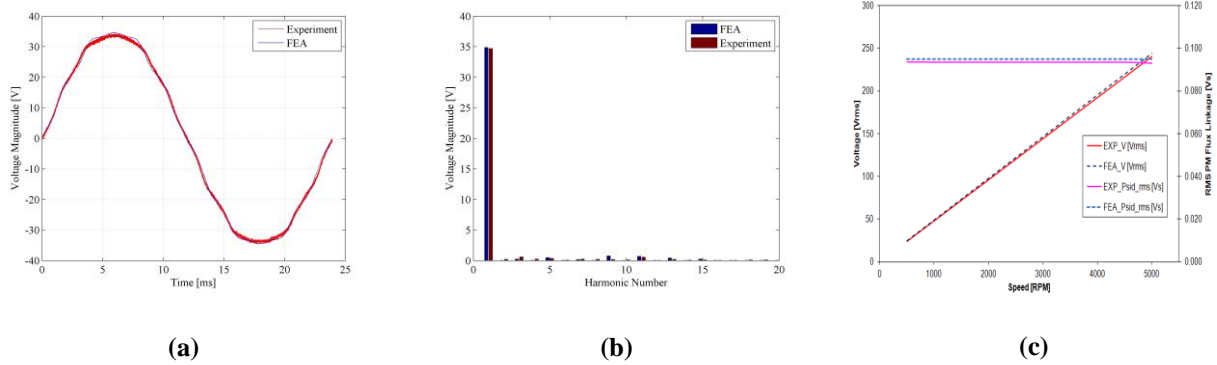 Experiment
FEA
Voltage Magnitude [V]
40
30
20
10
0
-10
-20
-30
-40
0
5
10
15
20
25
Time [ms]
(a)
FEA
Experiment
Voltage Magnitude [V]
40
35
30
25
20
15
10
5
0
0
5
10
15
20
Harmonic Number
(b)
Voltage [Vrms]
300
250
200
150
100
50
0
EXP_V [Vrms]
FEA_V [Vrms]
EXP_Psid_rms[Vs]
FEA_Psid_rms[Vs]
0.120
0.100
0.080
0.060
0.040
0.020
0.000
RMS PM Flux Linkage [Vs]
0
1000
2000
3000
4000
5000
Speed [RPM]
(c)